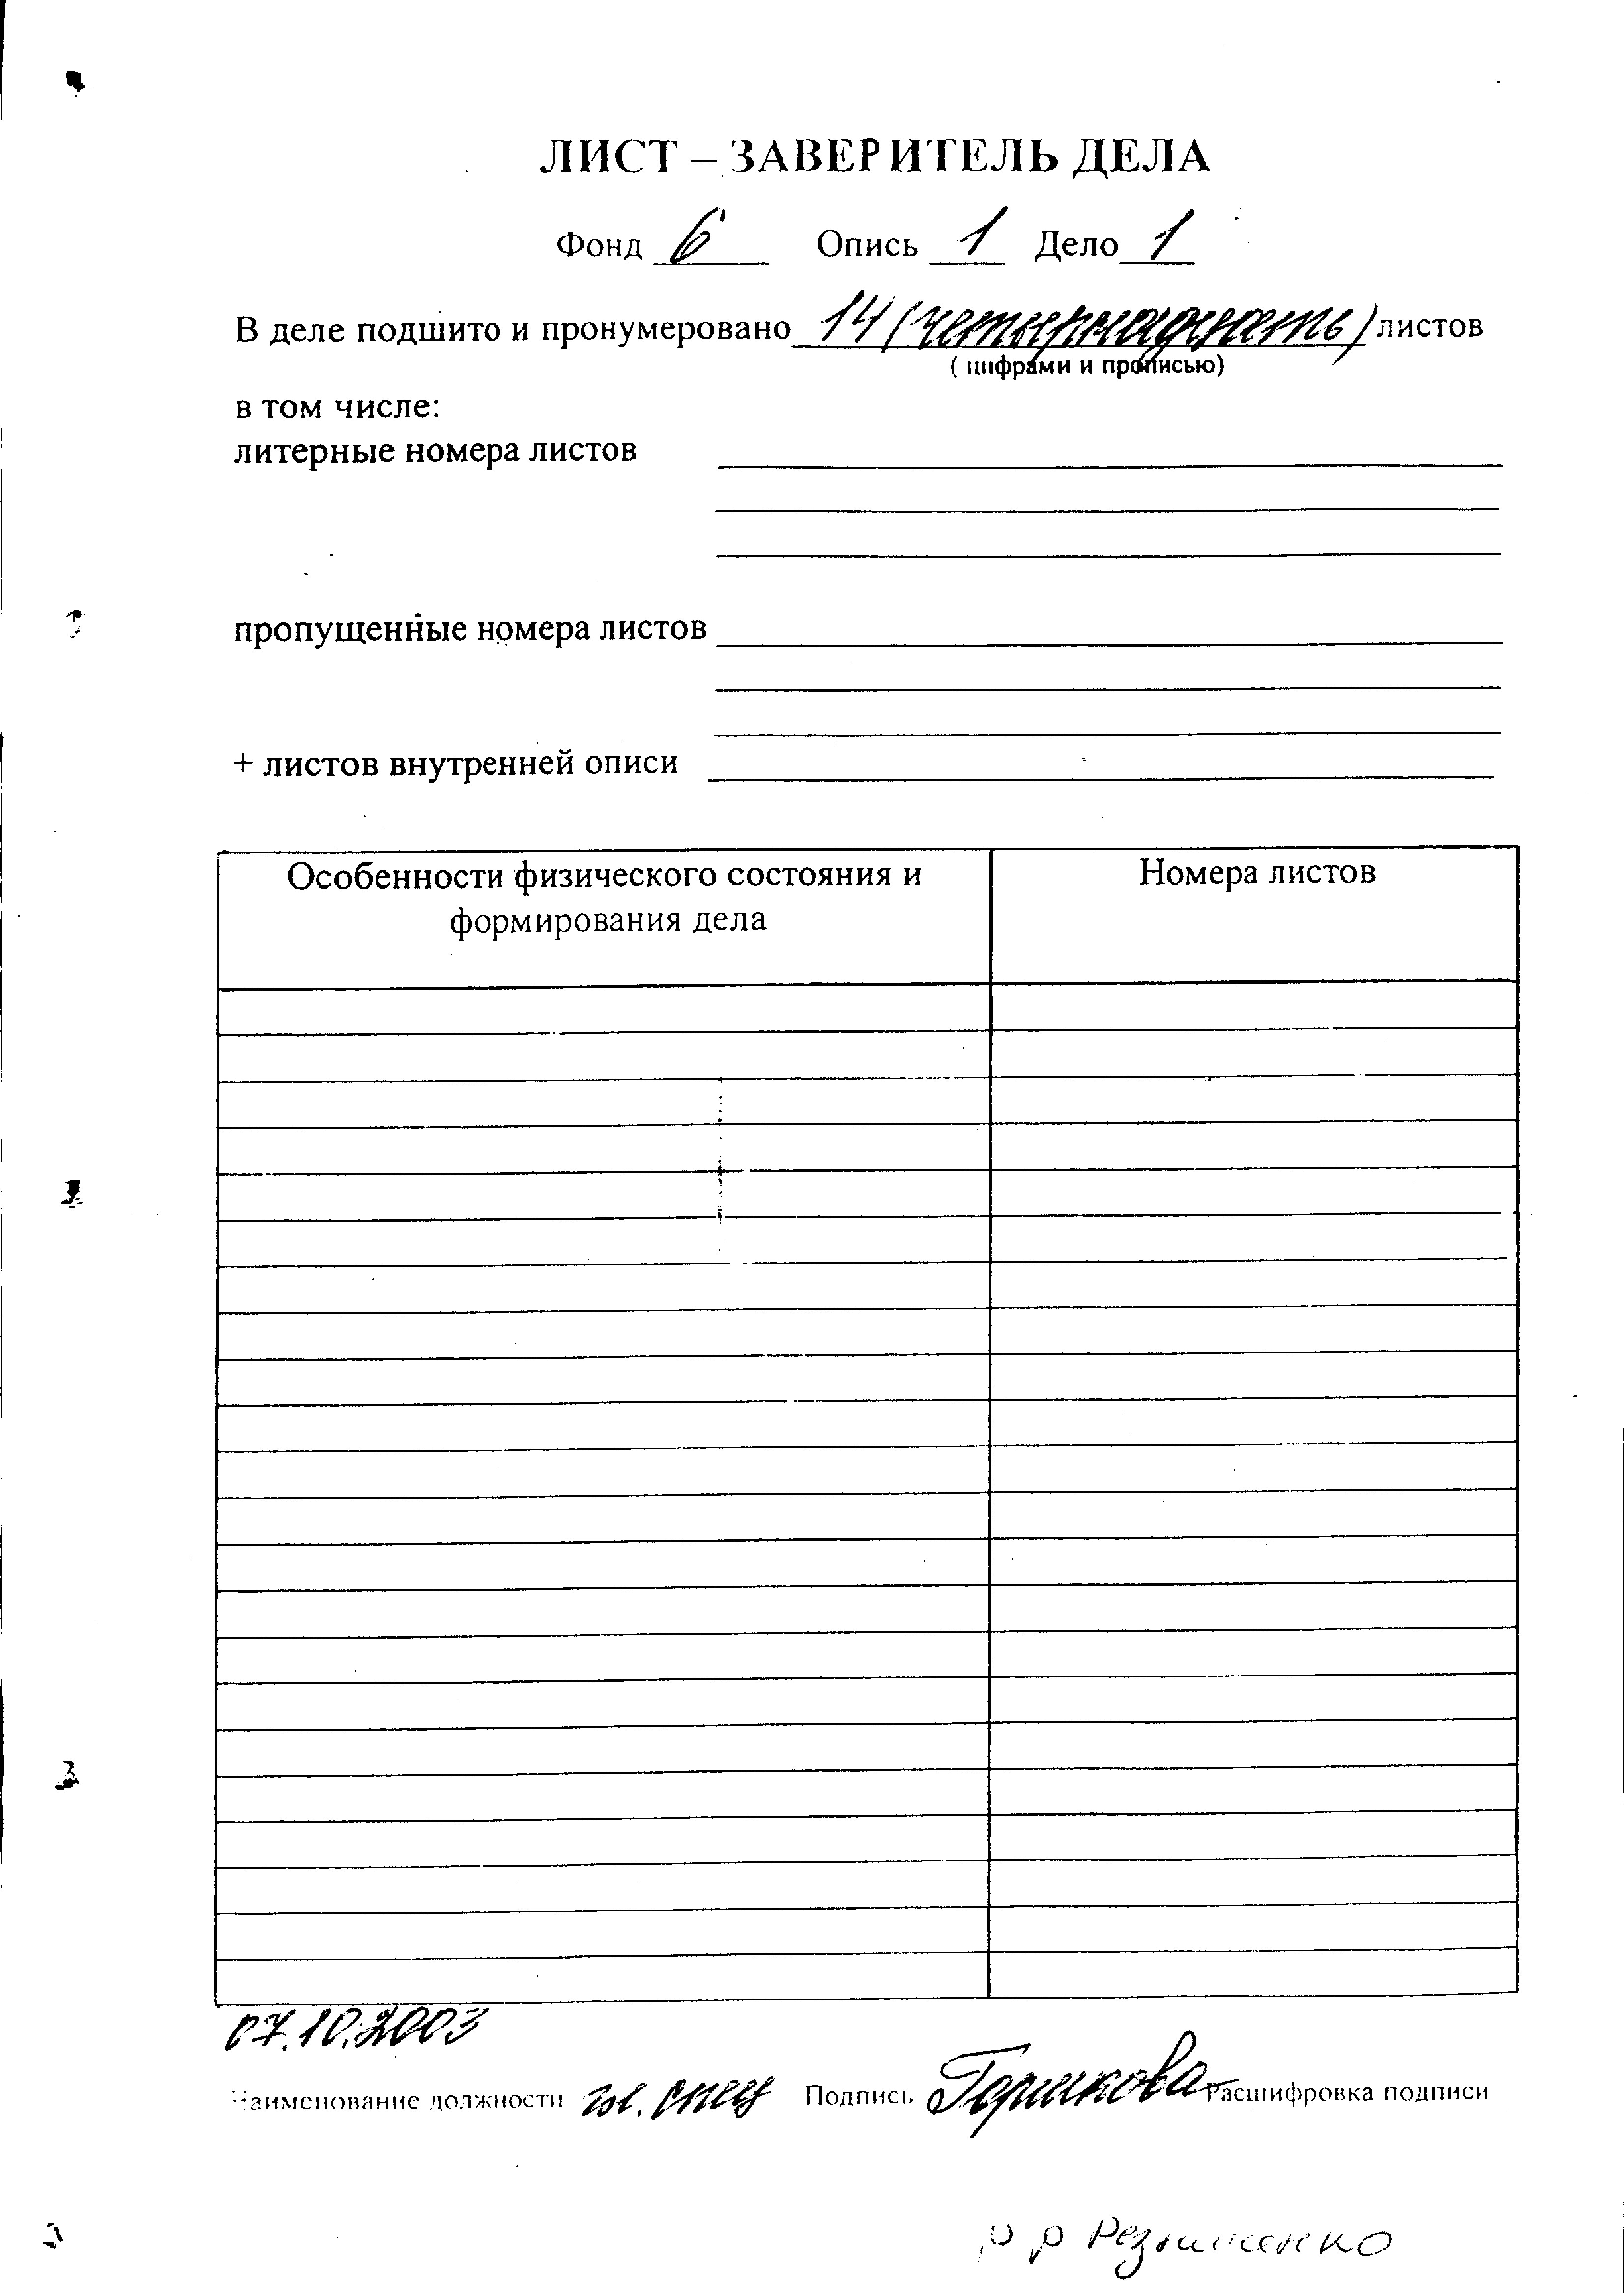 ЛИСТ – ЗАВЕРИТЕЛЬ ДЕЛА
Фонд 6 Опись 1 Дело 1
В деле подшито и пронумеровано 14 (четырнадцать) листов
( цифрами и прописью)
в том числе:
литерные номера листов
пропущенные номера листов
+ листов внутренней описи
Особенности физического состояния и
формирования дела
Номера листов
07.10.2003
Наименование должности гл. спец Подпись Расшифровка подписи